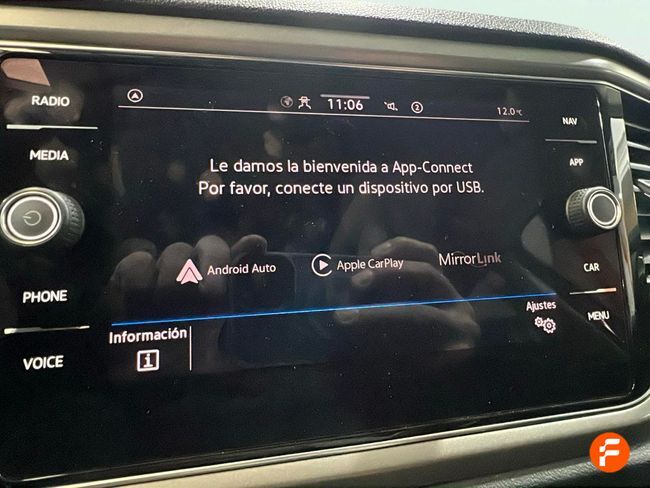 RADIO
MEDIA
PHONE
VOICE
11:06
2
12.0°C
Le damos la bienvenida a App-Connect
Por favor, conecte un dispositivo por USB.
Android Auto
Apple CarPlay
MirrorLink
Información
Ajustes
NAV
APP
CAR
MENU